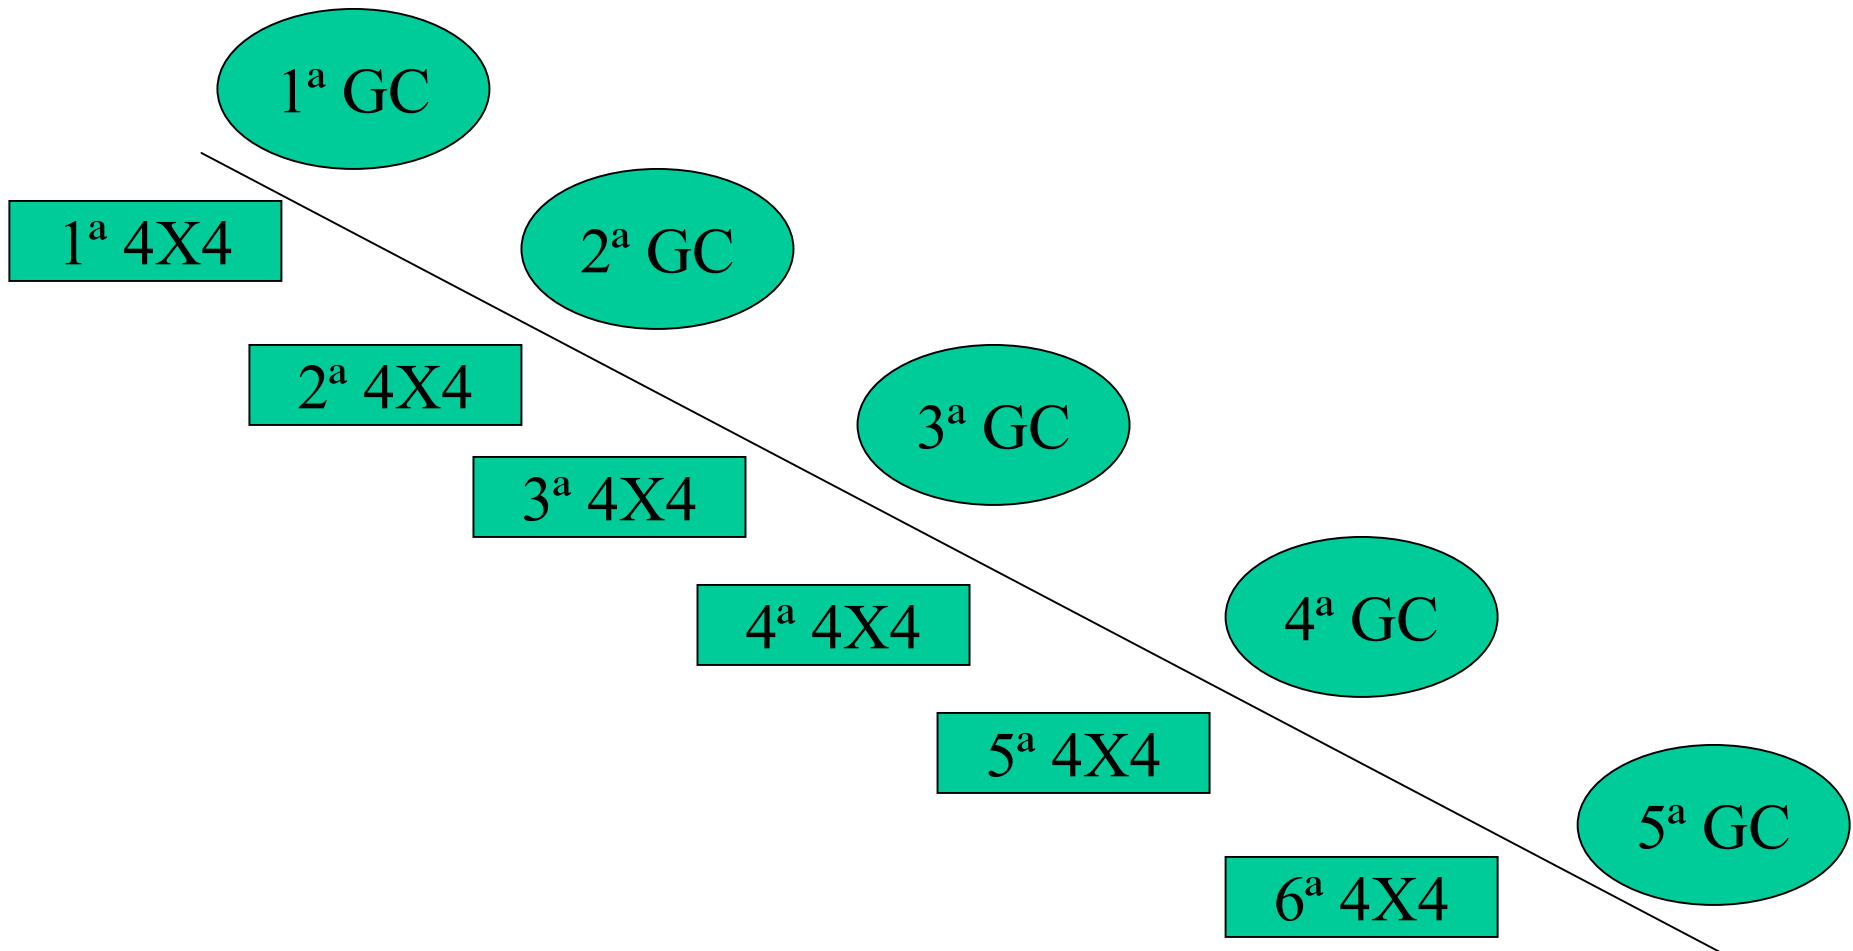 1ª GC
1ª 4X4
2ª GC
2ª 4X4
3ª GC
3ª 4X4
4ª GC
4ª 4X4
5ª 4X4
5ª GC
6ª 4X4